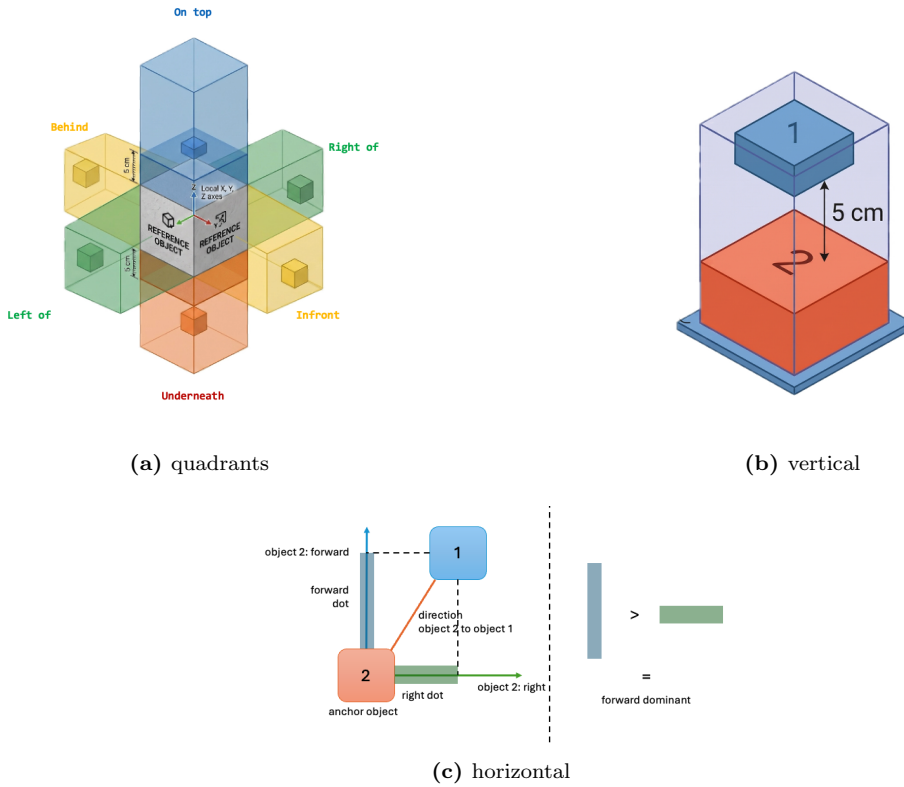 On top
Behind
Right of
5 cm
Z
Local X, Y,
Z axes
REFERENCE
OBJECT
REFERENCE
OBJECT
5 cm
Left of
Infront
Underneath
1
5 cm
2
(a) quadrants
(b) vertical
object 2: forward
1
forward
dot
direction
object 2 to object 1
>
2
right dot
object 2: right
anchor object
=
forward dominant
(c) horizontal